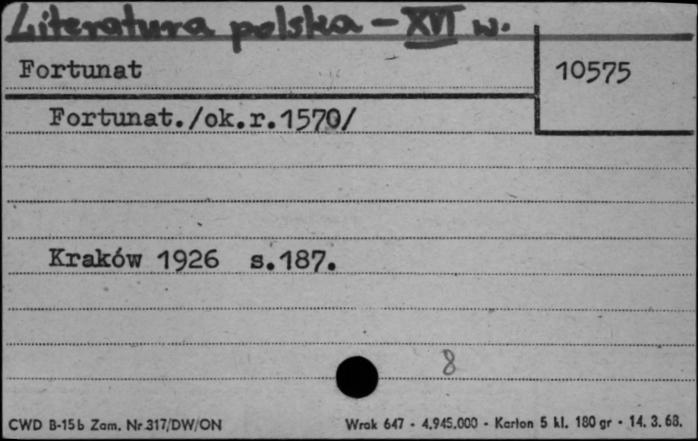 Literatura polska - XVI w.
Fortunat
10575
Fortunat./ok.r.1570/
Kraków 1926 s.187.
8
CWD B-15b Zam. Nr 317/DW/ON
Wrak 647 - 4.945.000 - Karton 5 kl. 180 gr - 14. 3. 68.